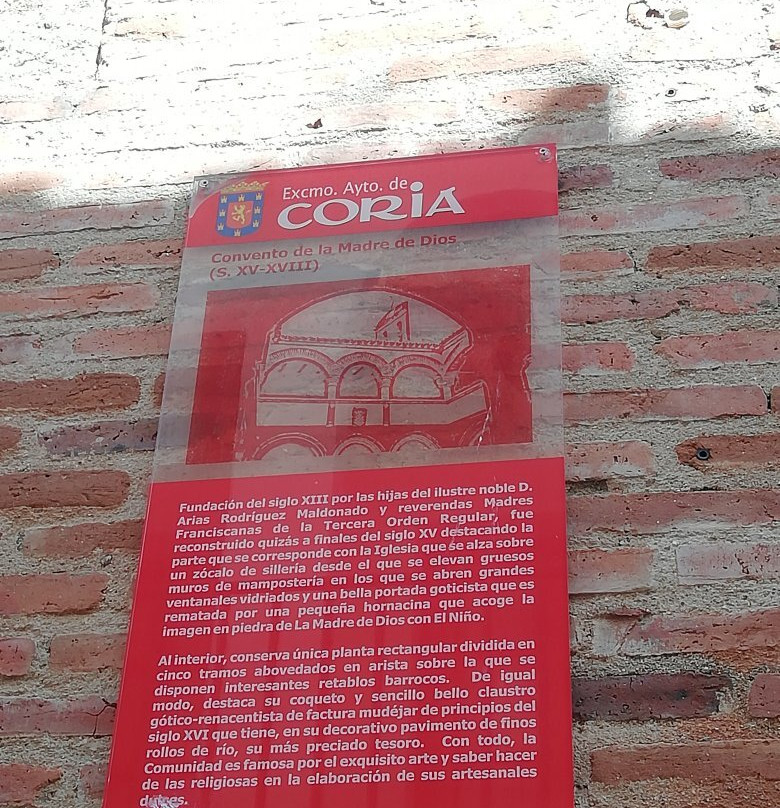 Excmo. Ayto. de
CORIA
Convento de la Madre de Dios
(S. XV-XVIII)
Fundación del siglo XIII por las hijas del ilustre noble D.
Arias Rodríguez Maldonado y reverendas Madres
Franciscanas de la Tercera Orden Regular, fue
reconstruido quizás a finales del siglo XV destacando la
parte que se corresponde con la Iglesia que se alza sobre
un zócalo de sillería desde el que se elevan gruesos
muros de mampostería en los que se abren grandes
ventanales vidriados y una bella portada goticista que es
rematada por una pequeña hornacina que acoge la
imagen en piedra de La Madre de Dios con El Niño.
Al interior, conserva única planta rectangular dividida en
cinco tramos abovedados en arista sobre la que se
disponen interesantes retablos barrocos. De igual
modo, destaca su coqueto y sencillo bello claustro
gótico-renacentista de factura mudéjar de principios del
siglo XVI que tiene, en su decorativo pavimento de finos
rollos de río, su más preciado tesoro. Con todo, la
Comunidad es famosa por el exquisito arte y saber hacer
de las religiosas en la elaboración de sus artesanales
dulces.